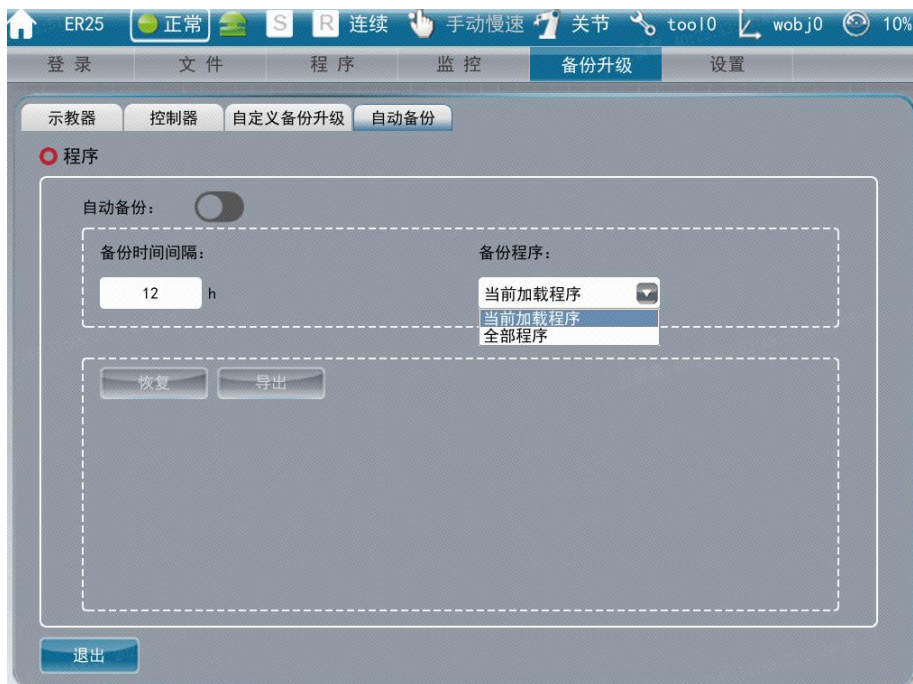 ER25 正常 S R 连续 手动慢速 关节 tool0 wobj0 10%
登录 文件 程序 监控 备份升级 设置
示教器 控制器 自定义备份升级 自动备份
程序
自动备份：
备份时间间隔： 备份程序：
12 h 当前加载程序
当前加载程序
全部程序
恢复 导出
退出